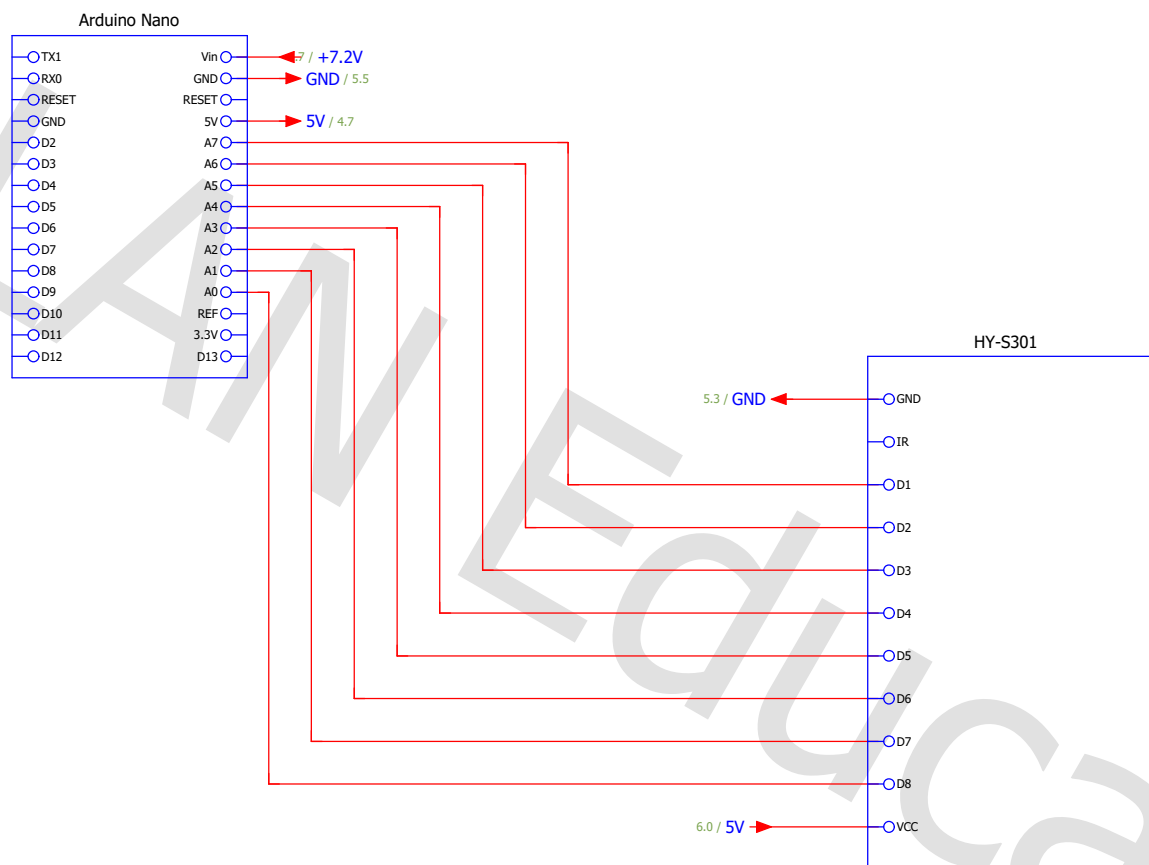 Arduino Nano
TX1 Vin /7 / +7.2V
RX0 GND GND / 5.5
RESET RESET
GND 5V 5V / 4.7
D2 A7
D3 A6
D4 A5
D5 A4
D6 A3
D7 A2
D8 A1
D9 A0
D10 REF
D11 3.3V
D12 D13
HY-S301
5.3 / GND GND
IR
D1
D2
D3
D4
D5
D6
D7
D8
6.0 / 5V VCC
LAN Educa